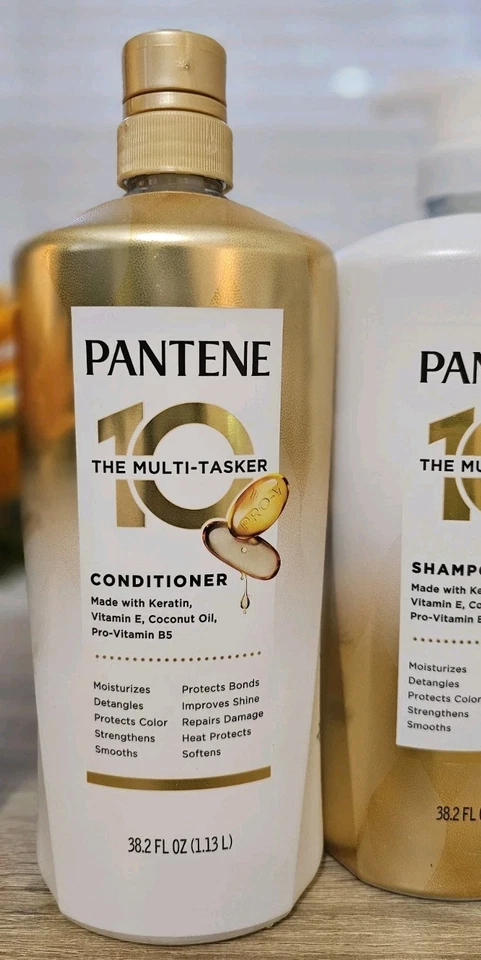 PANTENE
10
THE MULTI-TASKER
PRO-V
CONDITIONER
Made with Keratin,
Vitamin E, Coconut Oil,
Pro-Vitamin B5
Moisturizes
Detangles
Protects Color
Strengthens
Smooths
Protects Bonds
Improves Shine
Repairs Damage
Heat Protects
Softens
38.2 FL OZ (1.13 L)
PAN
10
THE MU
SHAMPO
Made with Ke
Vitamin E, Co
Pro-Vitamin B
Moisturizes
Detangles
Protects Color
Strengthens
Smooths
38.2 FL